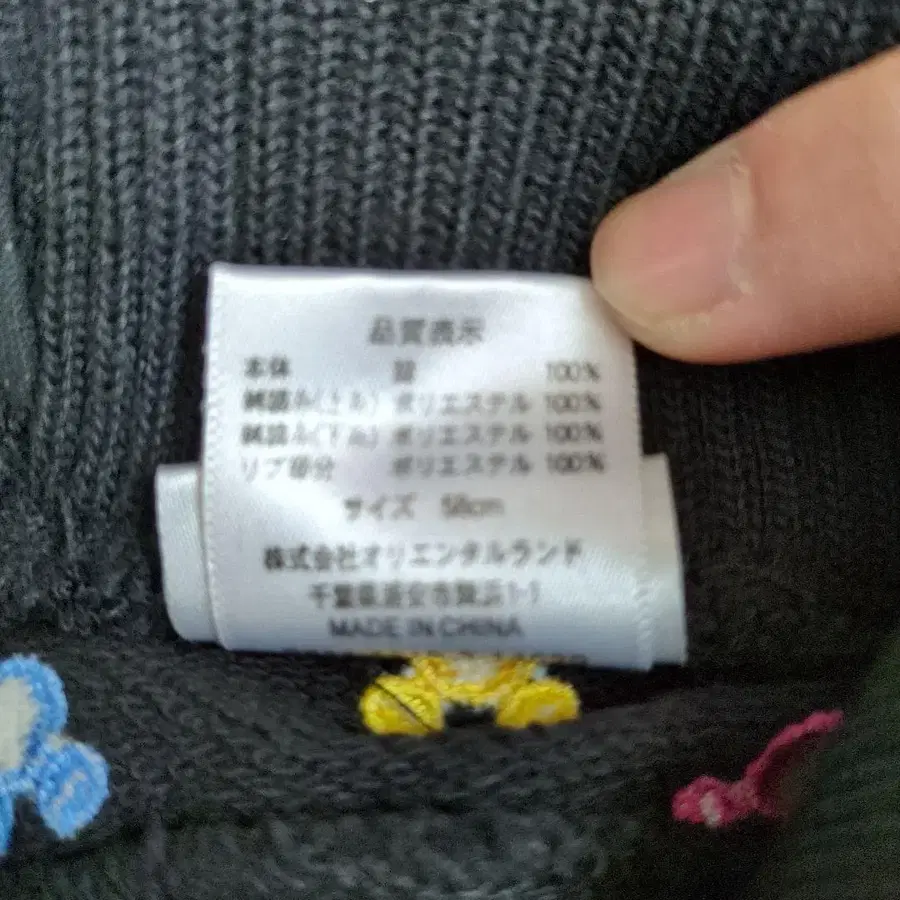 品質表示
本体 綿 100%
刺繍糸(上糸) ポリエステル 100%
刺繍糸(下糸) ポリエステル 100%
リブ部分 ポリエステル 100%
サイズ 58cm
株式会社オリエンタルランド
千葉県浦安市舞浜1-1
MADE IN CHINA